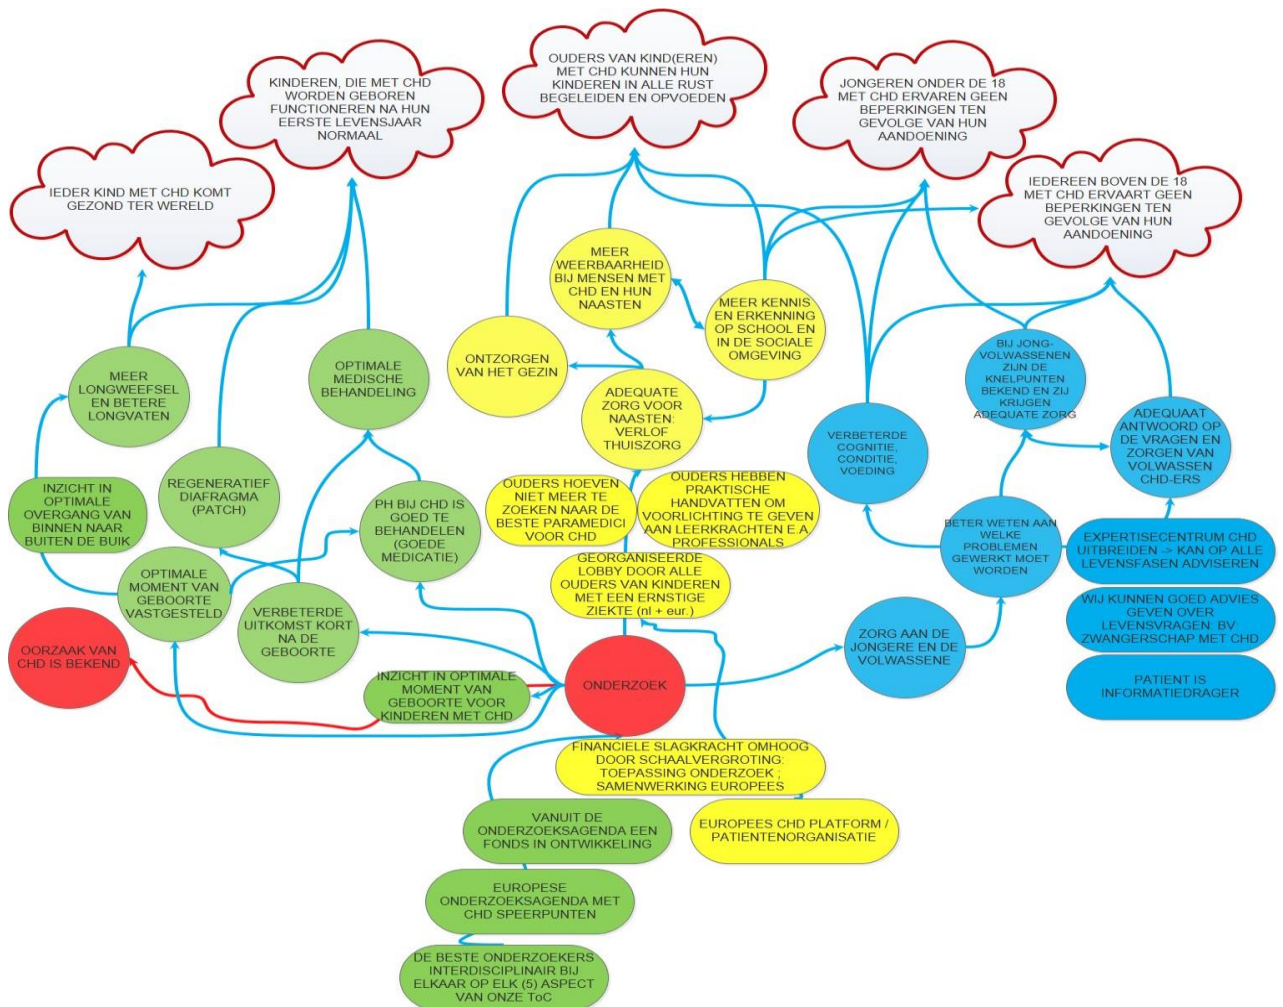 OUDERS VAN KIND(EREN)
MET CHD KUNNEN HUN
KINDEREN IN ALLE RUST
BEGELEIDEN EN OPVOEDEN
KINDEREN, DIE MET CHD
WORDEN GEBOREN
FUNCTIONEREN NA HUN
EERSTE LEVENSJAAR
NORMAAL
JONGEREN ONDER DE 18
MET CHD ERVAREN GEEN
BEPERKINGEN TEN
GEVOLGE VAN HUN
AANDOENING
IEDER KIND MET CHD KOMT
GEZOND TER WERELD
IEDEREEN BOVEN DE 18
MET CHD ERVAART GEEN
BEPERKINGEN TEN
GEVOLGE VAN HUN
AANDOENING
MEER
WEERBAARHEID
BIJ MENSEN MET
CHD EN HUN
NAASTEN
MEER KENNIS
EN ERKENNING
OP SCHOOL EN
IN DE SOCIALE
OMGEVING
ONTZORGEN
VAN HET GEZIN
OPTIMALE
MEDISCHE
BEHANDELING
MEER
LONGWEEFSEL
EN BETERE
LONGVATEN
BIJ JONG-
VOLWASSENEN
ZIJN DE
KNELPUNTEN
BEKEND EN ZIJ
KRIJGEN
ADEQUATE ZORG
ADEQUATE
ZORG VOOR
NAASTEN:
VERLOF
THUISZORG
ADEQUAAT
ANTWOORD OP
DE VRAGEN EN
ZORGEN VAN
VOLWASSEN
CHD-ERS
VERBETERDE
COGNITIE,
CONDITIE,
VOEDING
REGENERATIEF
DIAFRAGMA
(PATCH)
INZICHT IN
OPTIMALE
OVERGANG VAN
BINNEN NAAR
BUITEN DE BUIK
PH BIJ CHD IS
GOED TE
BEHANDELEN
(GOEDE
MEDICATIE)
OUDERS HOEVEN
NIET MEER TE
ZOEKEN NAAR DE
BESTE PARAMEDICI
VOOR CHD
OUDERS HEBBEN
PRAKTISCHE
HANDVATTEN OM
VOORLICHTING TE GEVEN
AAN LEERKRACHTEN E.A.
PROFESSIONALS
BETER WETEN AAN
WELKE
PROBLEMEN
GEWERKT MOET
WORDEN
EXPERTISECENTRUM CHD
UITBREIDEN -> KAN OP ALLE
LEVENSFASEN ADVISEREN
OPTIMALE
MOMENT VAN
GEBOORTE
VASTGESTELD
GEORGANISEERDE
LOBBY DOOR ALLE
OUDERS VAN KINDEREN
MET EEN ERNSTIGE
ZIEKTE (nl + eur.)
WIJ KUNNEN GOED ADVIES
GEVEN OVER
LEVENSVRAGEN: BV:
ZWANGERSCHAP MET CHD
VERBETERDE
UITKOMST KORT
NA DE
GEBOORTE
OORZAAK VAN
CHD IS BEKEND
ZORG AAN DE
JONGERE EN DE
VOLWASSENE
INZICHT IN OPTIMALE
MOMENT VAN
GEBOORTE VOOR
KINDEREN MET CHD
ONDERZOEK
PATIENT IS
INFORMATIEDRAGER
FINANCIELE SLAGKRACHT OMHOOG
DOOR SCHAALVERGROTING:
TOEPASSING ONDERZOEK ;
SAMENWERKING EUROPEES
VANUIT DE
ONDERZOEKSAGENDA EEN
FONDS IN ONTWIKKELING
EUROPEES CHD PLATFORM /
PATIENTENORGANISATIE
EUROPESE
ONDERZOEKSAGENDA MET
CHD SPEERPUNTEN
DE BESTE ONDERZOEKERS
INTERDISCIPLINAIR BIJ
ELKAAR OP ELK (5) ASPECT
VAN ONZE ToC